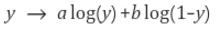 y → a log(y) + b log(1–y)